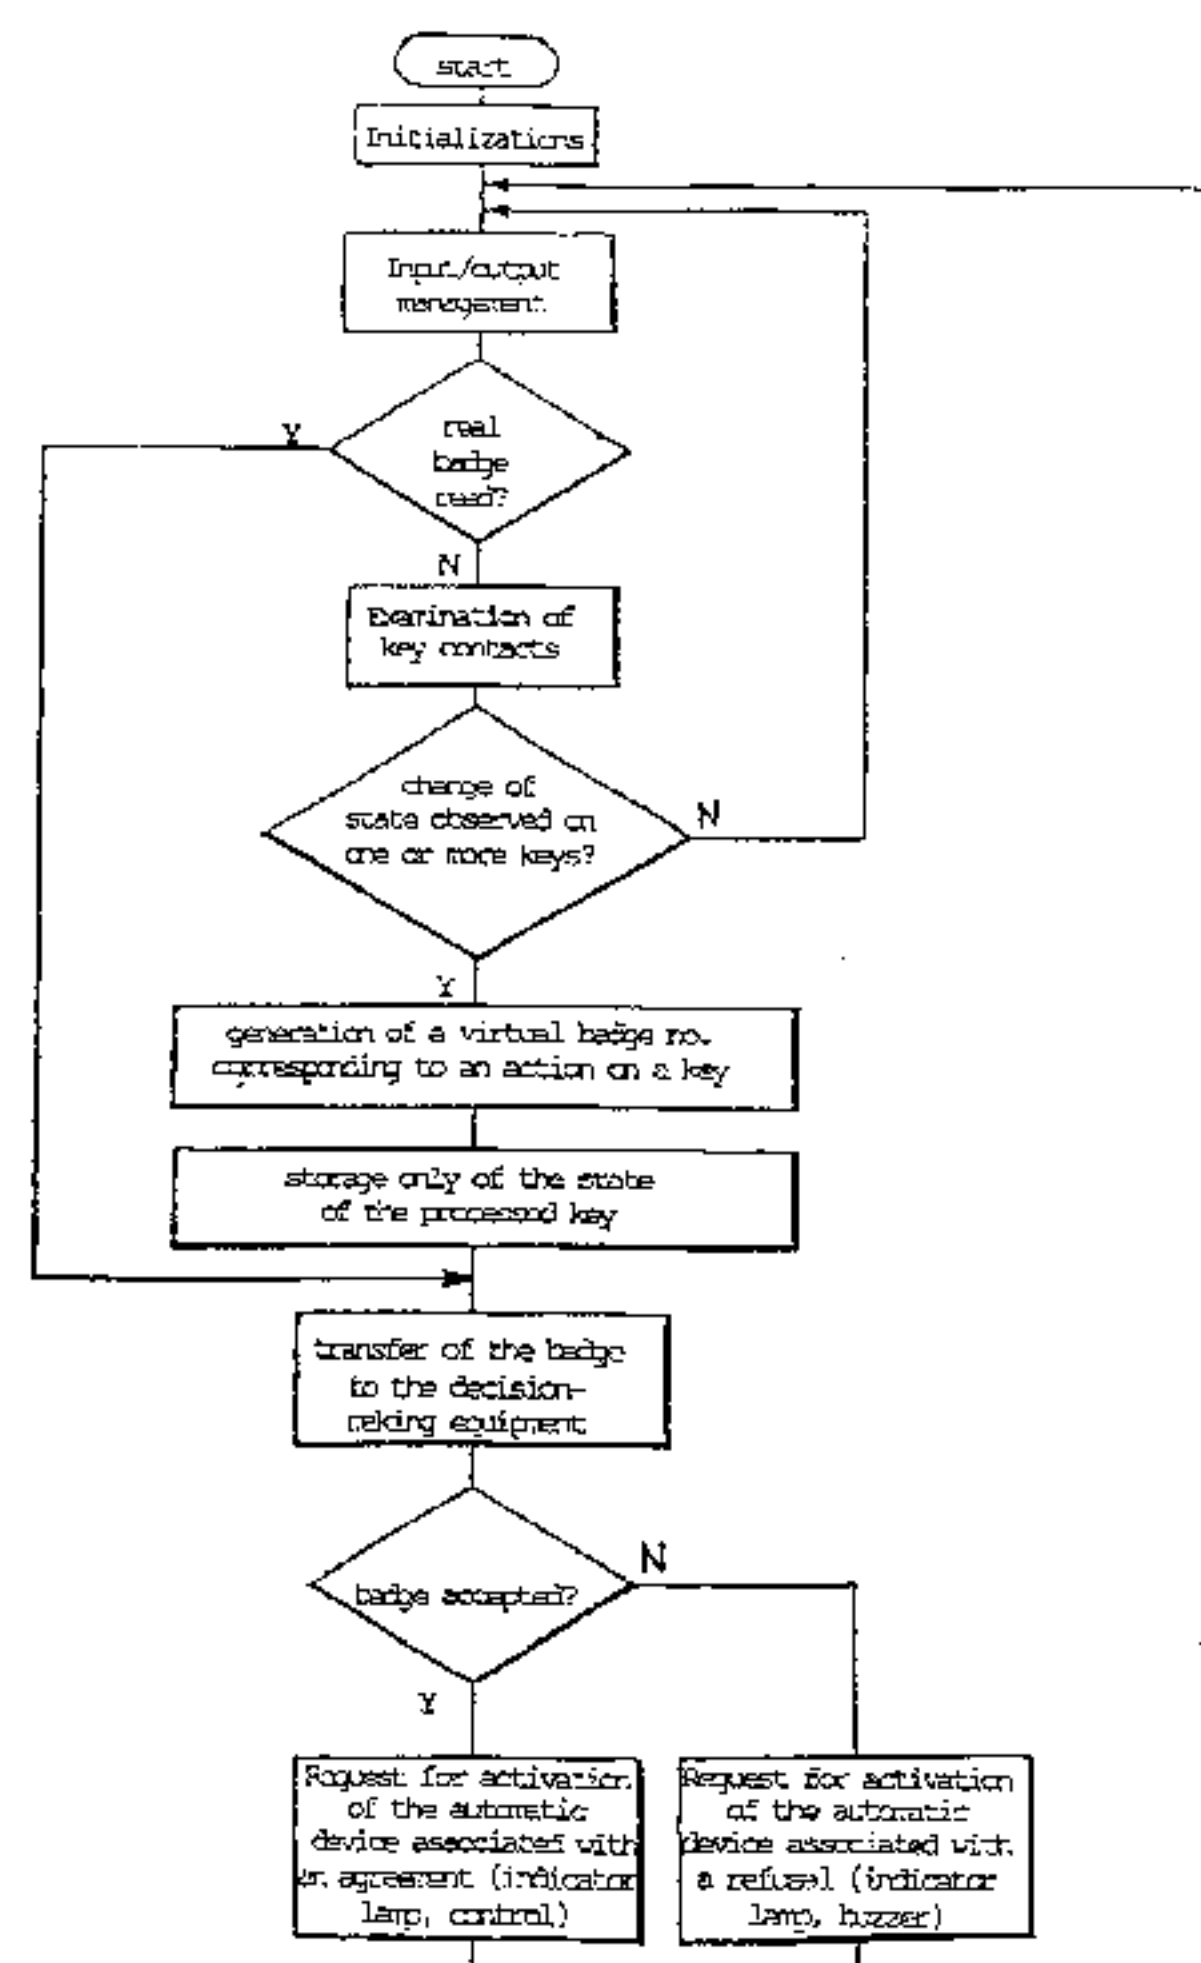 start
Initializations
Input/output
management
Y
real
badge
read?
N
Examination of
key contacts
change of
state observed on
one or more keys?
N
Y
generation of a virtual badge no.
corresponding to an action on a key
storage only of the state
of the processed key
transfer of the badge
to the decision-
making equipment
N
badge accepted?
Y
Request for activation
of the automatic
device associated with
an agreement (indicator
lamp, control)
Request for activation
of the automatic
device associated with
a refusal (indicator
lamp, buzzer)